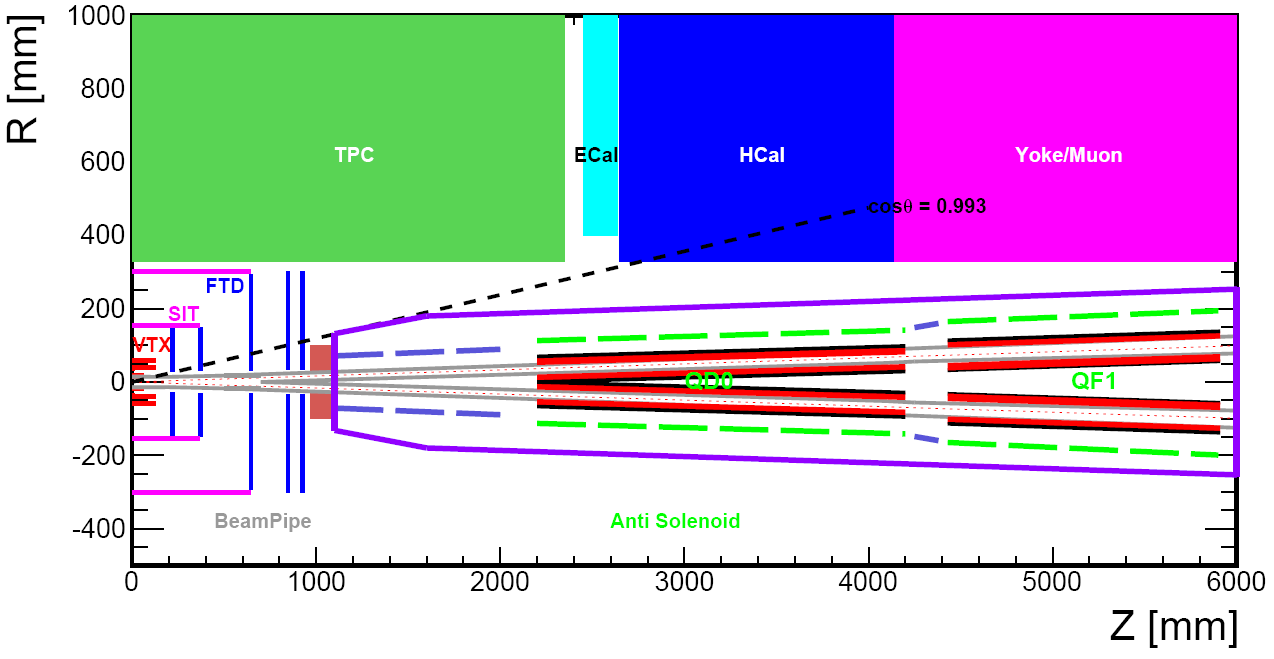 R [mm]
1000
800
600
400
200
0
-200
-400
TPC
ECal
HCal
Yoke/Muon
cosθ = 0.993
FTD
SIT
VTX
QD0
QF1
BeamPipe
Anti Solenoid
0
1000
2000
3000
4000
5000
6000
Z [mm]